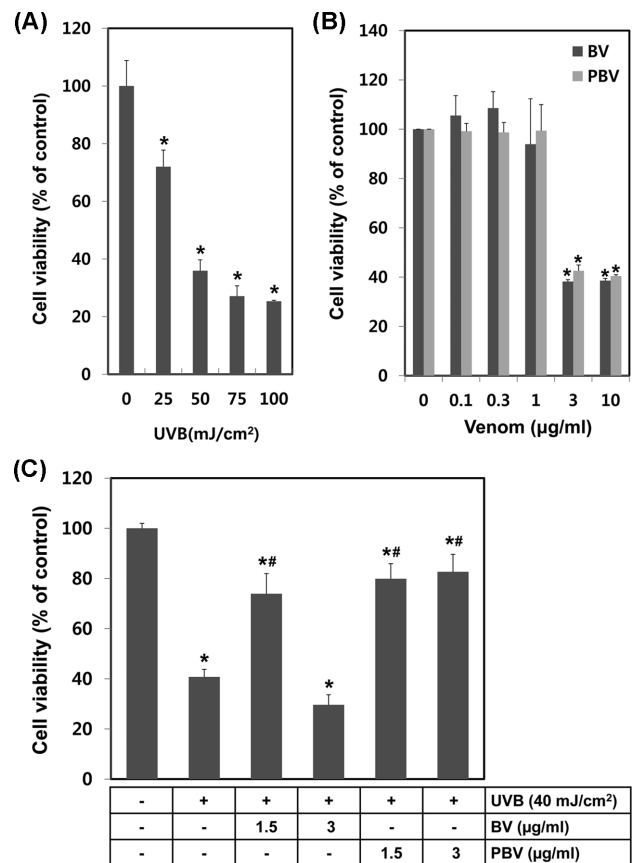 (A)
Cell viability (% of control)
120
100
80
60
40
20
0
*
*
*
*
0 25 50 75 100
UVB(mJ/cm²)
(B)
Cell viability (% of control)
140
120
100
80
60
40
20
0
BV
PBV
* * * *
0 0.1 0.3 1 3 10
Venom (µg/ml)
(C)
Cell viability (% of control)
120
100
80
60
40
20
0
* *# * *# *#
- + + + + + UVB (40 mJ/cm²)
- - 1.5 3 - - BV (µg/ml)
- - - - 1.5 3 PBV (µg/ml)